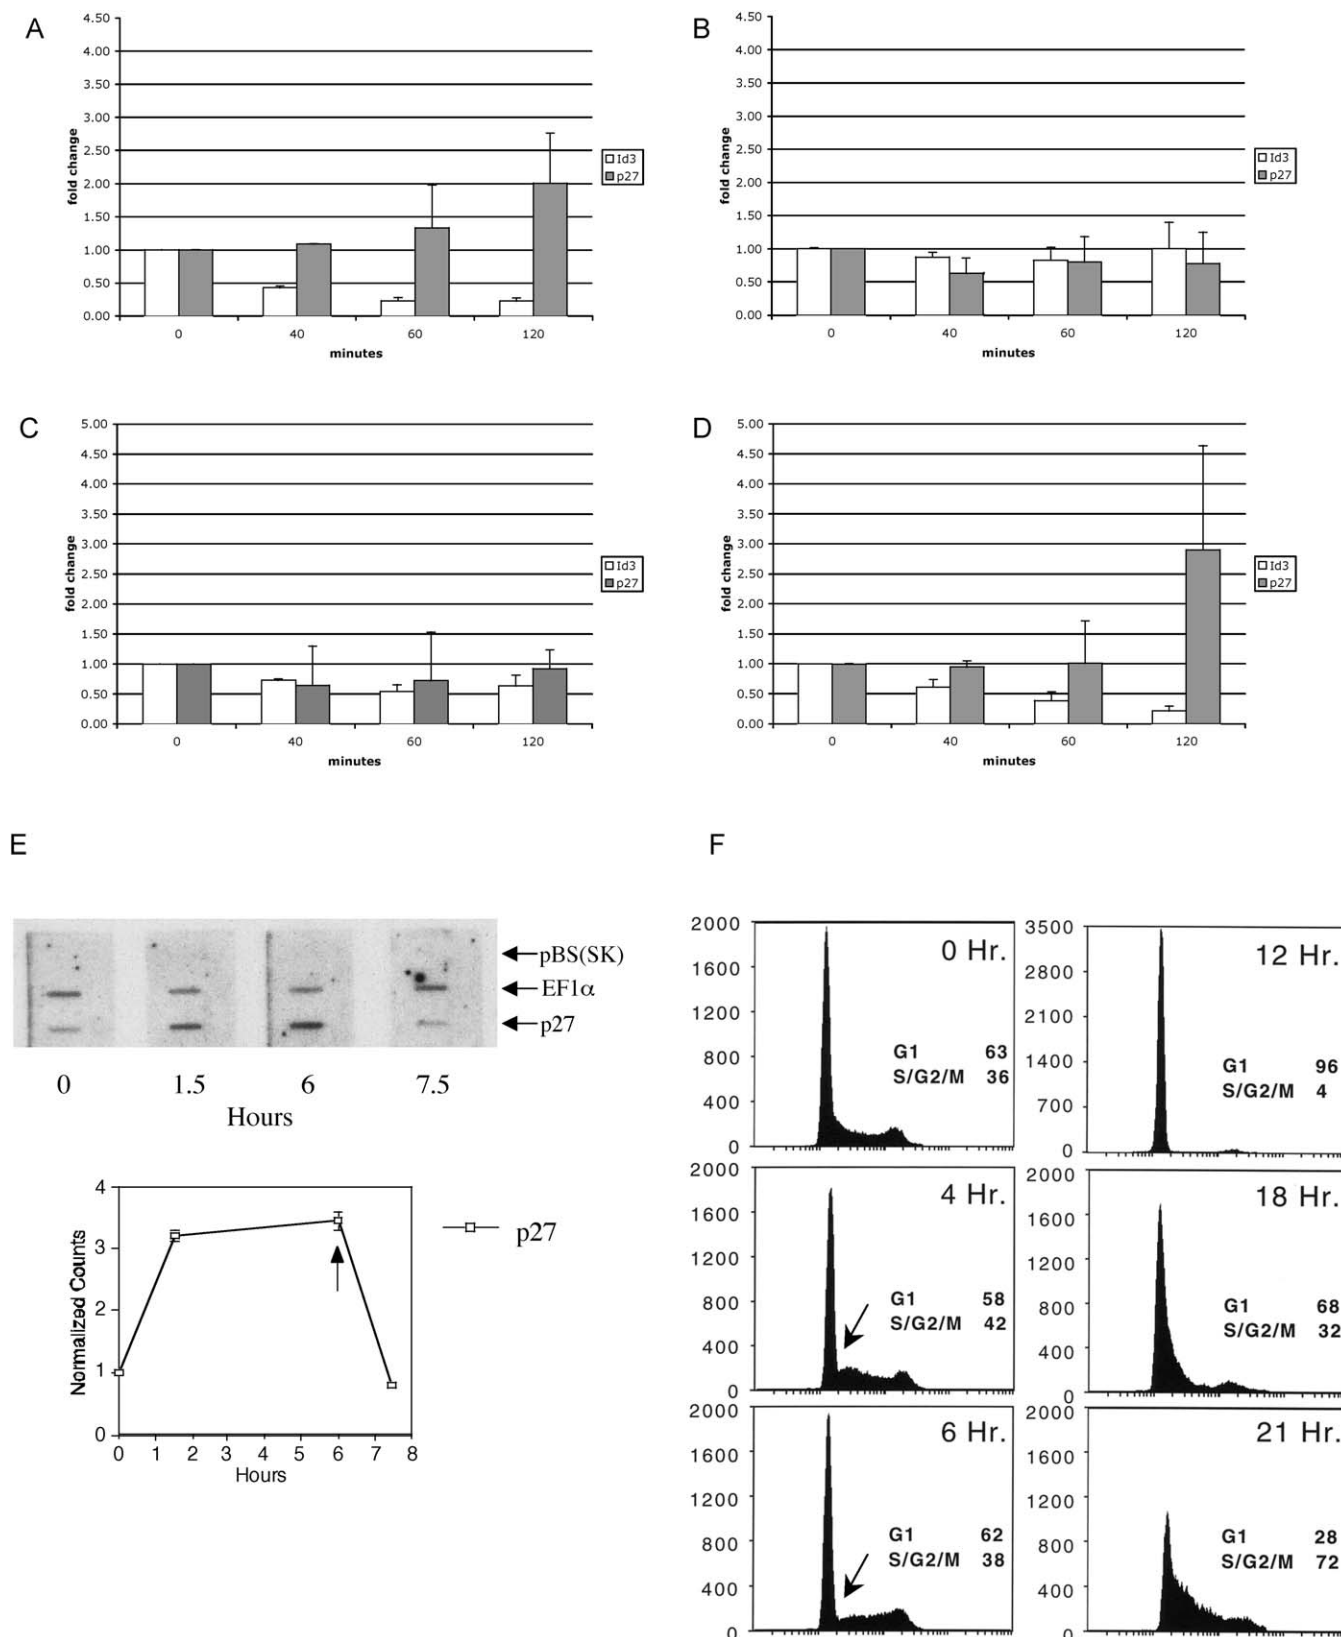 A
4.50
4.00
3.50
3.00
2.50
2.00
1.50
1.00
0.50
0.00
fold change
0 40 60 120
minutes
Id3
p27
B
4.50
4.00
3.50
3.00
2.50
2.00
1.50
1.00
0.50
0.00
fold change
0 40 60 120
minutes
Id3
p27
C
5.00
4.50
4.00
3.50
3.00
2.50
2.00
1.50
1.00
0.50
0.00
fold change
0 40 60 120
minutes
Id3
p27
D
5.00
4.50
4.00
3.50
3.00
2.50
2.00
1.50
1.00
0.50
0.00
fold change
0 40 60 120
minutes
Id3
p27
E
pBS(SK)
EF1α
p27
0 1.5 6 7.5
Hours
4
3
2
1
0
Normalized Counts
0 1 2 3 4 5 6 7 8
Hours
p27
F
2000
1600
1200
800
400
0
0 Hr.
G1 63
S/G2/M 36
3500
2800
2100
1400
700
0
12 Hr.
G1 96
S/G2/M 4
2000
1600
1200
800
400
0
4 Hr.
G1 58
S/G2/M 42
2000
1600
1200
800
400
0
18 Hr.
G1 68
S/G2/M 32
2000
1600
1200
800
400
0
6 Hr.
G1 62
S/G2/M 38
2000
1600
1200
800
400
0
21 Hr.
G1 28
S/G2/M 72